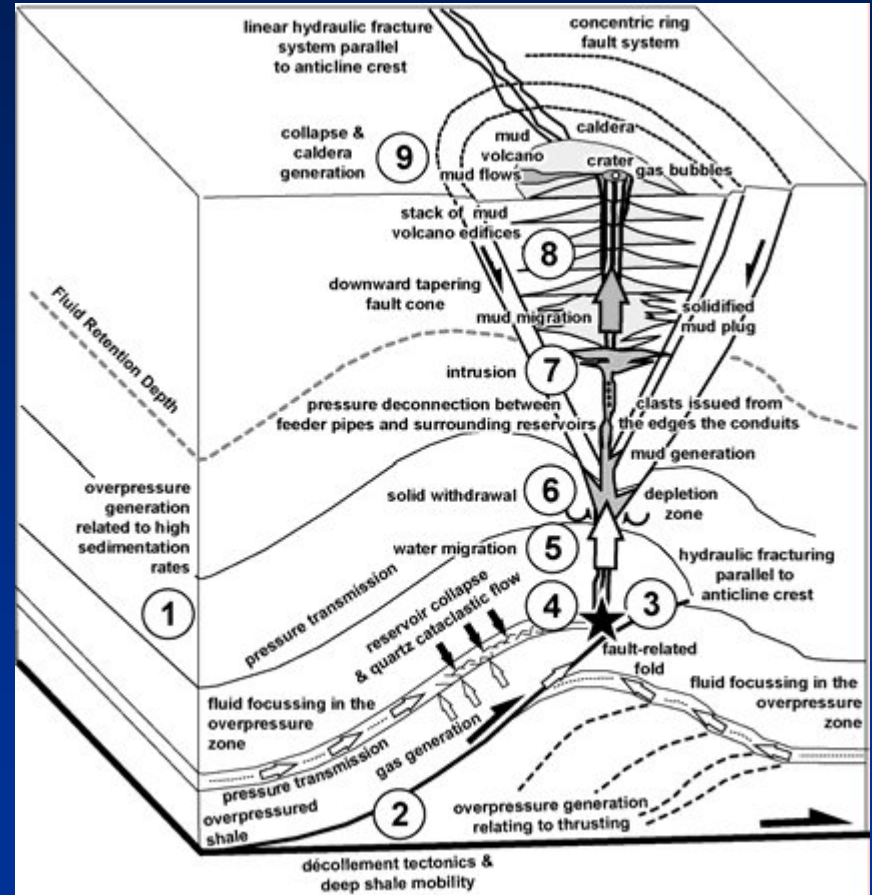 linear hydraulic fracture
system parallel
to anticline crest
concentric ring
fault system
collapse &
caldera
generation
9
mud
volcano
mud flows
caldera
crater
gas bubbles
stack of mud
volcano edifices
8
downward tapering
fault cone
mud migration
solidified
mud plug
Fluid Retention Depth
intrusion
7
pressure deconnection between
feeder pipes and surrounding reservoirs
clasts issued from
the edges the conduits
mud generation
overpressure
generation
related to high
sedimentation
rates
1
solid withdrawal
6
depletion
zone
water migration
5
hydraulic fracturing
parallel to
anticline crest
pressure transmission
reservoir collapse
& quartz cataclastic flow
4
3
fault-related
fold
fluid focussing in the
overpressure
zone
fluid focussing in the
overpressure
zone
gas generation
pressure transmission
overpressured
shale
2
overpressure generation
relating to thrusting
décollement tectonics &
deep shale mobility